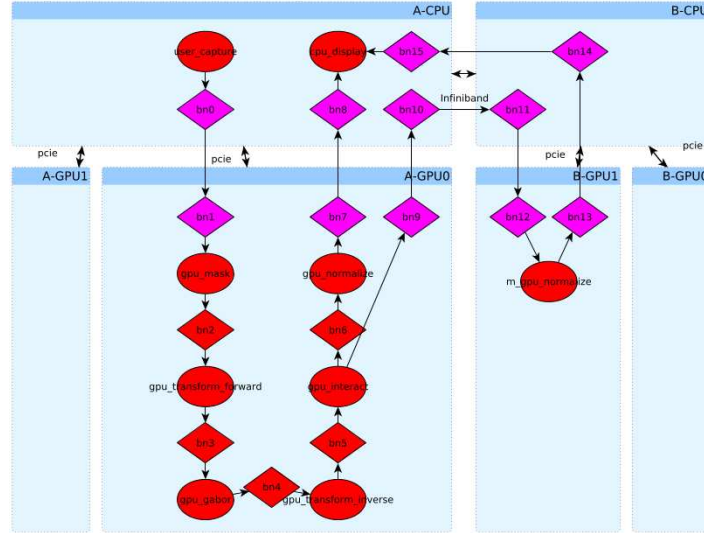 A-CPU
B-CPU
user_capture
cpu_display
bn15
bn14
bn0
bn8
bn10
Infiniband
bn11
pcie
pcie
pcie
pcie
A-GPU1
A-GPU0
B-GPU1
B-GPU0
bn1
bn7
bn9
bn12
bn13
gpu_mask
gpu_normalize
m_gpu_normalize
bn2
bn6
gpu_transform_forward
gpu_interact
bn3
bn5
gpu_gabor
bn4
gpu_transform_inverse